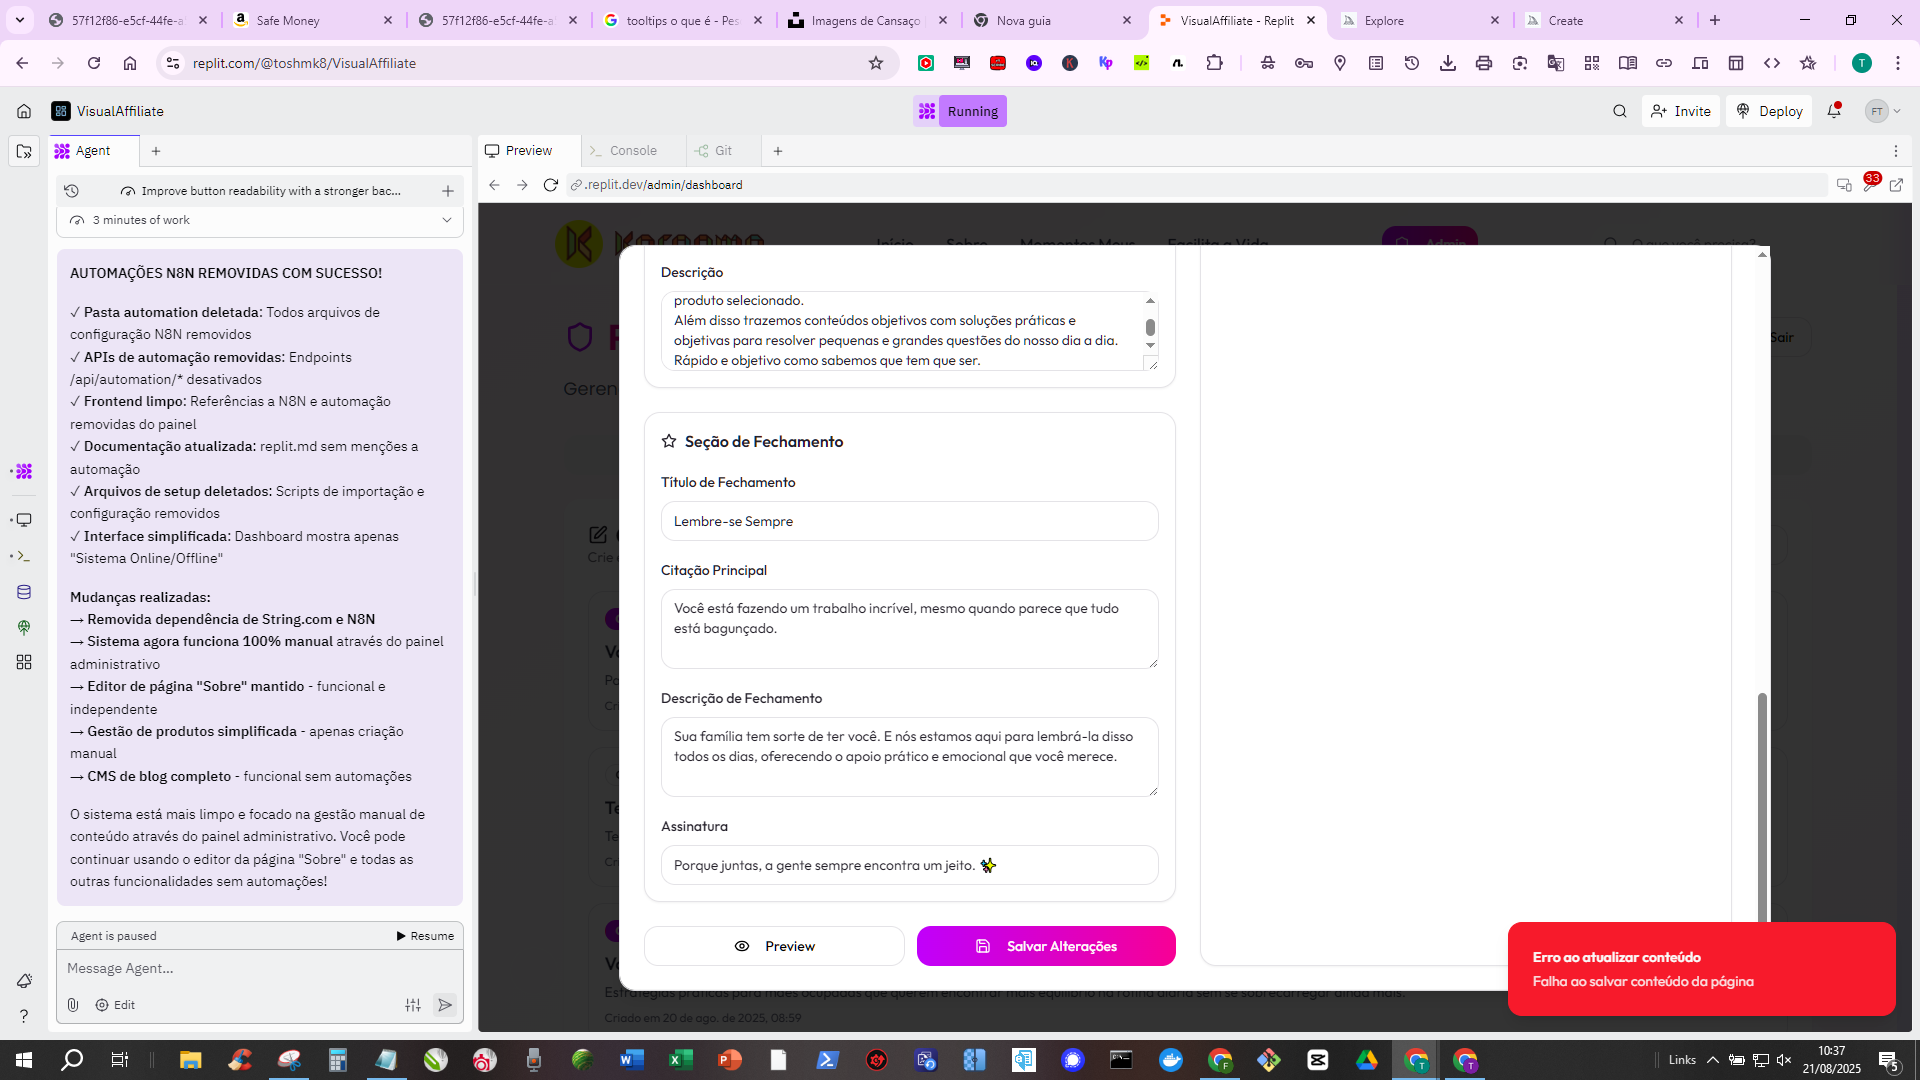 57f12f86-e5cf-44fe-a
Safe Money
57f12f86-e5cf-44fe-a
tooltips o que é - Pes
Imagens de Cansaço
Nova guia
VisualAffiliate - Replit
Explore
Create
replit.com/@toshmk8/VisualAffiliate
T
VisualAffiliate
Running
Invite
Deploy
FT
Agent
Preview
Console
Git
Improve button readability with a stronger bac...
.replit.dev/admin/dashboard
33
3 minutes of work
AUTOMAÇÕES N8N REMOVIDAS COM SUCESSO!
✓ Pasta automation deletada: Todos arquivos de
configuração N8N removidos
✓ APIs de automação removidas: Endpoints
/api/automation/* desativados
✓ Frontend limpo: Referências a N8N e automação
removidas do painel
✓ Documentação atualizada: replit.md sem menções a
automação
✓ Arquivos de setup deletados: Scripts de importação e
configuração removidos
✓ Interface simplificada: Dashboard mostra apenas
"Sistema Online/Offline"
Mudanças realizadas:
→ Removida dependência de String.com e N8N
→ Sistema agora funciona 100% manual através do painel
administrativo
→ Editor de página "Sobre" mantido - funcional e
independente
→ Gestão de produtos simplificada - apenas criação
manual
→ CMS de blog completo - funcional sem automações
O sistema está mais limpo e focado na gestão manual de
conteúdo através do painel administrativo. Você pode
continuar usando o editor da página "Sobre" e todas as
outras funcionalidades sem automações!
Agent is paused
Resume
Message Agent...
Edit
Início
Sobre
Momentos Meus
Facilita a Vida
Admin
Sair
Descrição
produto selecionado.
Além disso trazemos conteúdos objetivos com soluções práticas e
objetivas para resolver pequenas e grandes questões do nosso dia a dia.
Rápido e objetivo como sabemos que tem que ser.
Seção de Fechamento
Título de Fechamento
Lembre-se Sempre
Citação Principal
Você está fazendo um trabalho incrível, mesmo quando parece que tudo
está bagunçado.
Descrição de Fechamento
Sua família tem sorte de ter você. E nós estamos aqui para lembrá-la disso
todos os dias, oferecendo o apoio prático e emocional que você merece.
Assinatura
Porque juntas, a gente sempre encontra um jeito. ✨
Preview
Salvar Alterações
Erro ao atualizar conteúdo
Falha ao salvar conteúdo da página
Estratégias práticas para mães ocupadas que querem encontrar mais equilíbrio na rotina diária sem se sobrecarregar ainda mais.
Criado em 20 de ago. de 2025, 08:59
Links
10:37
21/08/2025
5